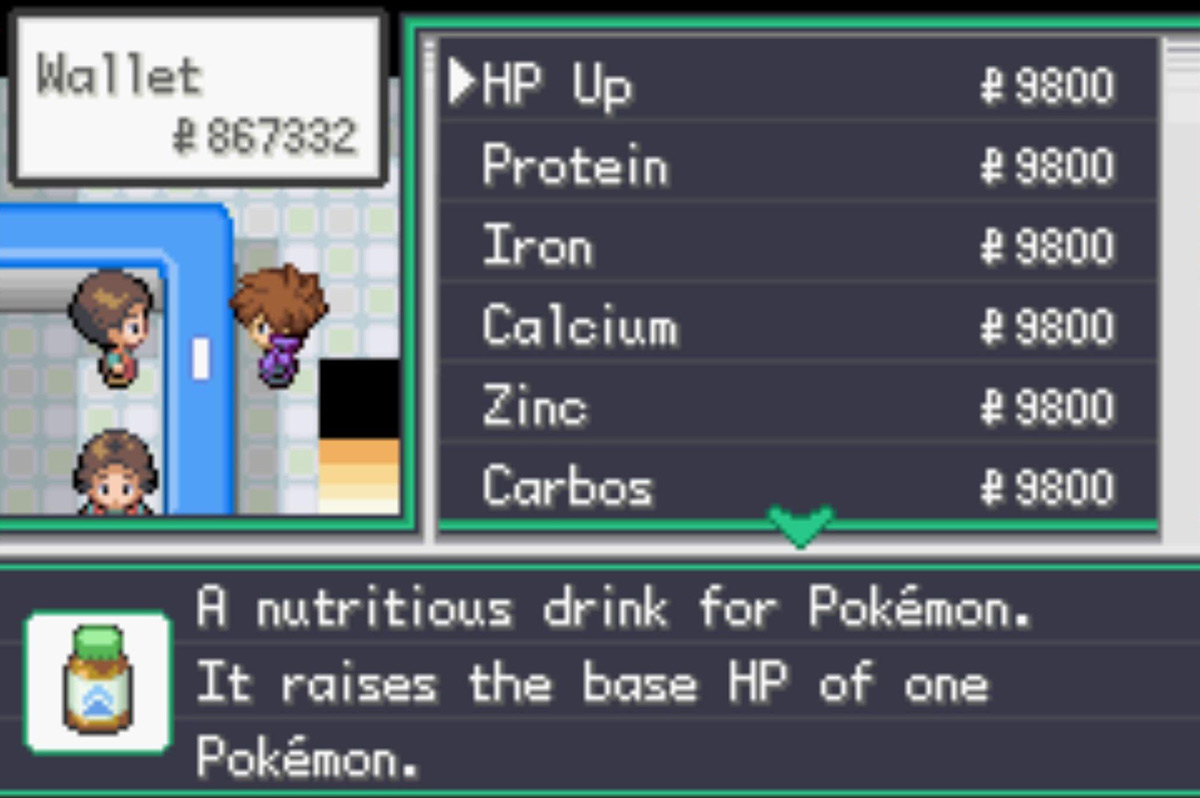 Wallet
₽867332
HP Up ₽9800
Protein ₽9800
Iron ₽9800
Calcium ₽9800
Zinc ₽9800
Carbos ₽9800
A nutritious drink for Pokémon.
It raises the base HP of one
Pokémon.